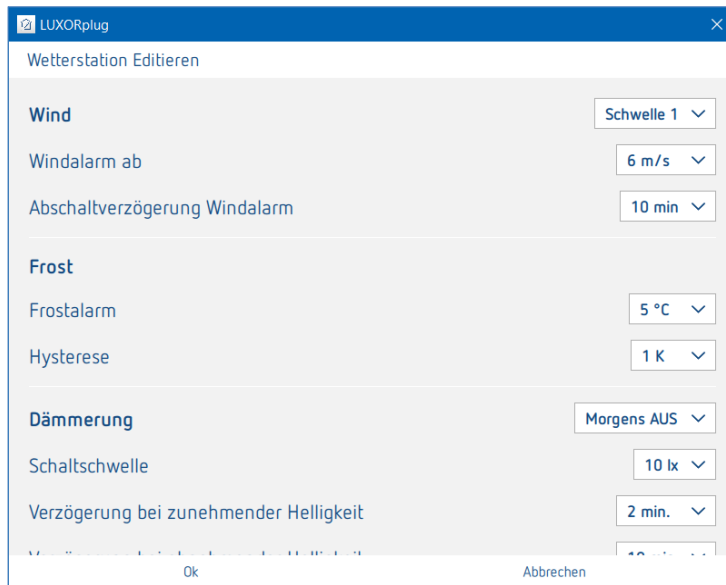 LUXORplug
Wetterstation Editieren
Wind Schwelle 1
Windalarm ab 6 m/s
Abschaltverzögerung Windalarm 10 min
Frost
Frostalarm 5 °C
Hysterese 1 K
Dämmerung Morgens AUS
Schaltschwelle 10 lx
Verzögerung bei zunehmender Helligkeit 2 min.
Ok Abbrechen